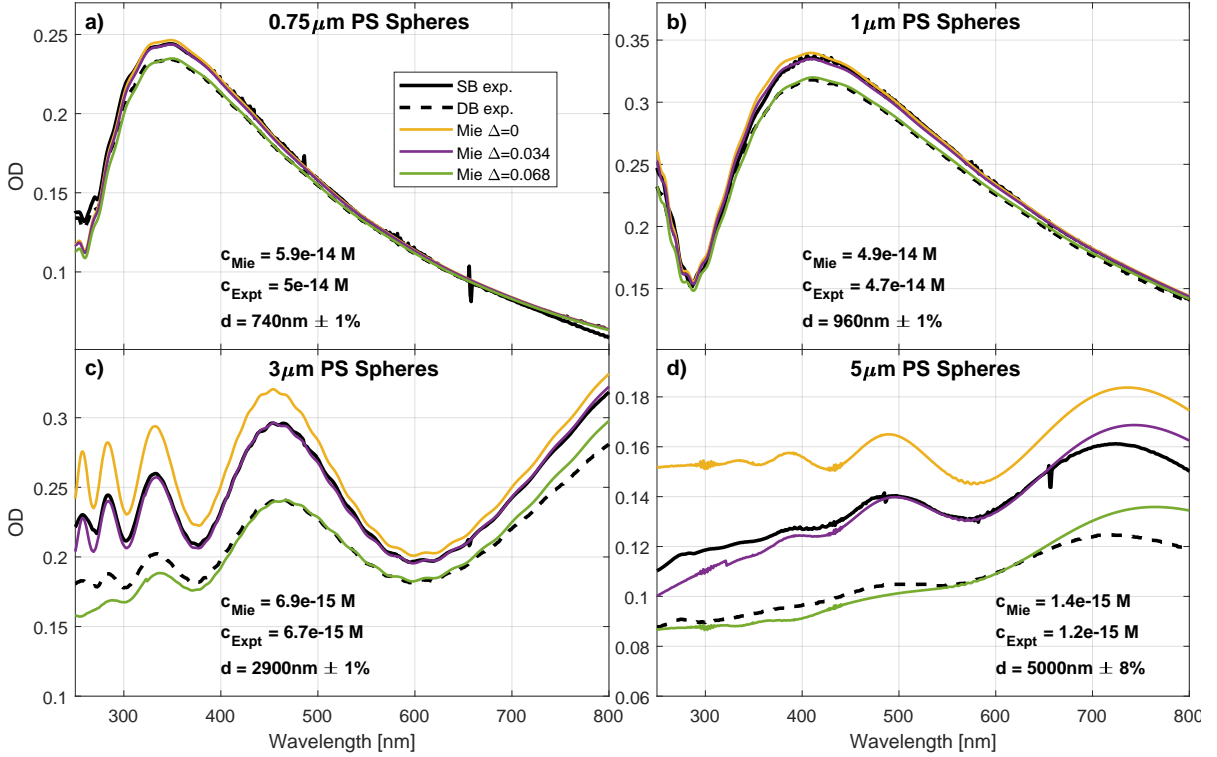 a) 0.75μm PS Spheres
0.25
0.2
0.15
0.1
OD
SB exp.
DB exp.
Mie Δ=0
Mie Δ=0.034
Mie Δ=0.068
c_Mie = 5.9e-14 M
c_Expt = 5e-14 M
d = 740nm ± 1%
b) 1μm PS Spheres
0.35
0.3
0.25
0.2
0.15
c_Mie = 4.9e-14 M
c_Expt = 4.7e-14 M
d = 960nm ± 1%
c) 3μm PS Spheres
0.3
0.25
0.2
0.15
0.1
OD
c_Mie = 6.9e-15 M
c_Expt = 6.7e-15 M
d = 2900nm ± 1%
300 400 500 600 700 800
Wavelength [nm]
d) 5μm PS Spheres
0.18
0.16
0.14
0.12
0.1
0.08
0.06
c_Mie = 1.4e-15 M
c_Expt = 1.2e-15 M
d = 5000nm ± 8%
300 400 500 600 700 800
Wavelength [nm]